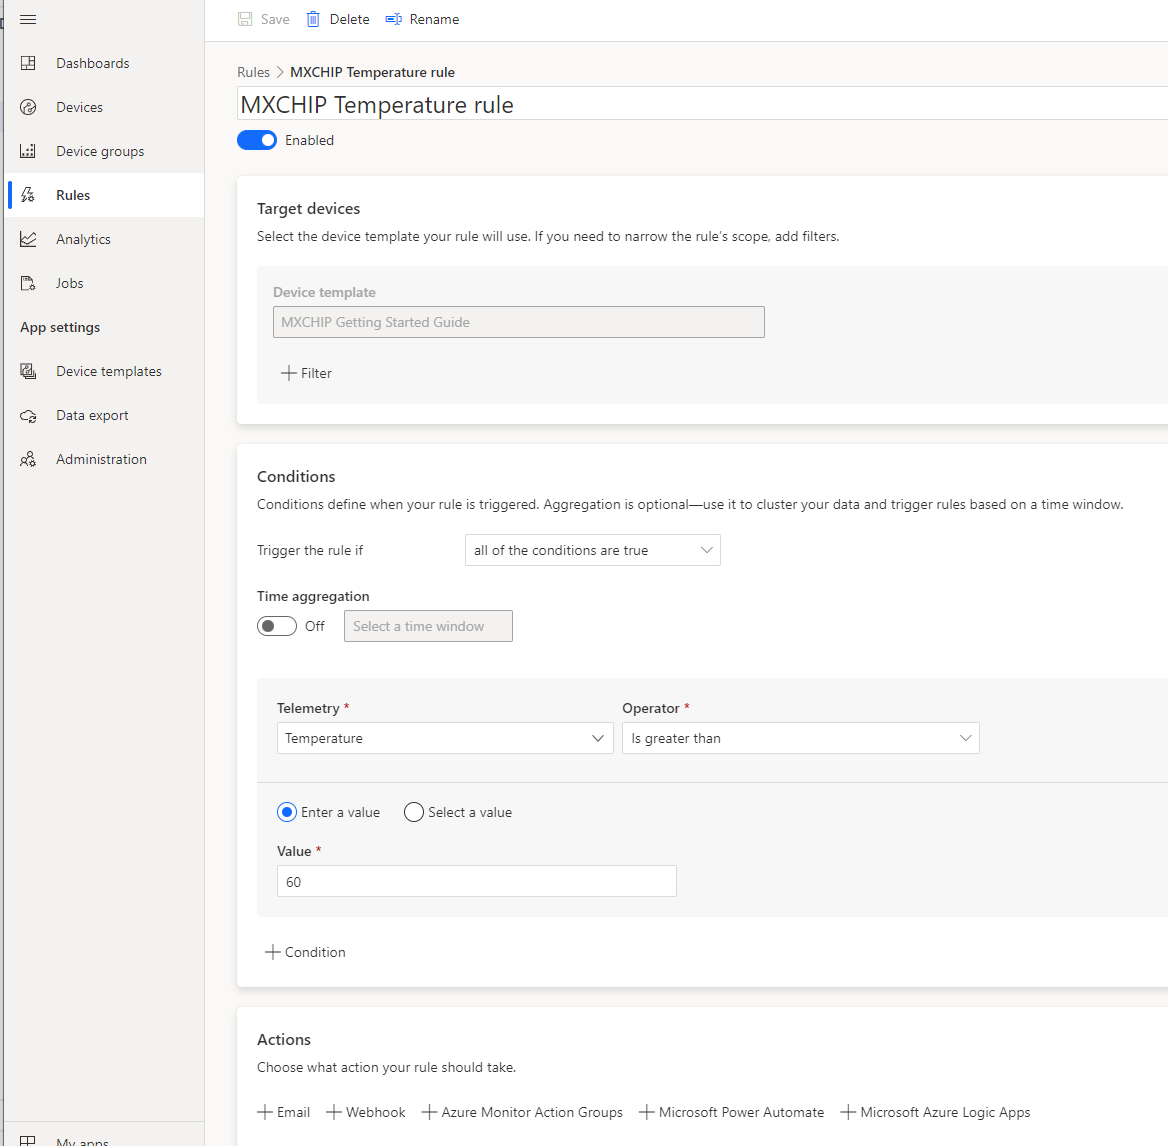 Save Delete Rename
Dashboards
Devices
Device groups
Rules
Analytics
Jobs
App settings
Device templates
Data export
Administration
My apps
Rules > MXCHIP Temperature rule
MXCHIP Temperature rule
Enabled
Target devices
Select the device template your rule will use. If you need to narrow the rule's scope, add filters.
Device template
MXCHIP Getting Started Guide
+ Filter
Conditions
Conditions define when your rule is triggered. Aggregation is optional—use it to cluster your data and trigger rules based on a time window.
Trigger the rule if all of the conditions are true
Time aggregation
Off Select a time window
Telemetry * Operator *
Temperature Is greater than
Enter a value Select a value
Value *
60
+ Condition
Actions
Choose what action your rule should take.
+ Email + Webhook + Azure Monitor Action Groups + Microsoft Power Automate + Microsoft Azure Logic Apps